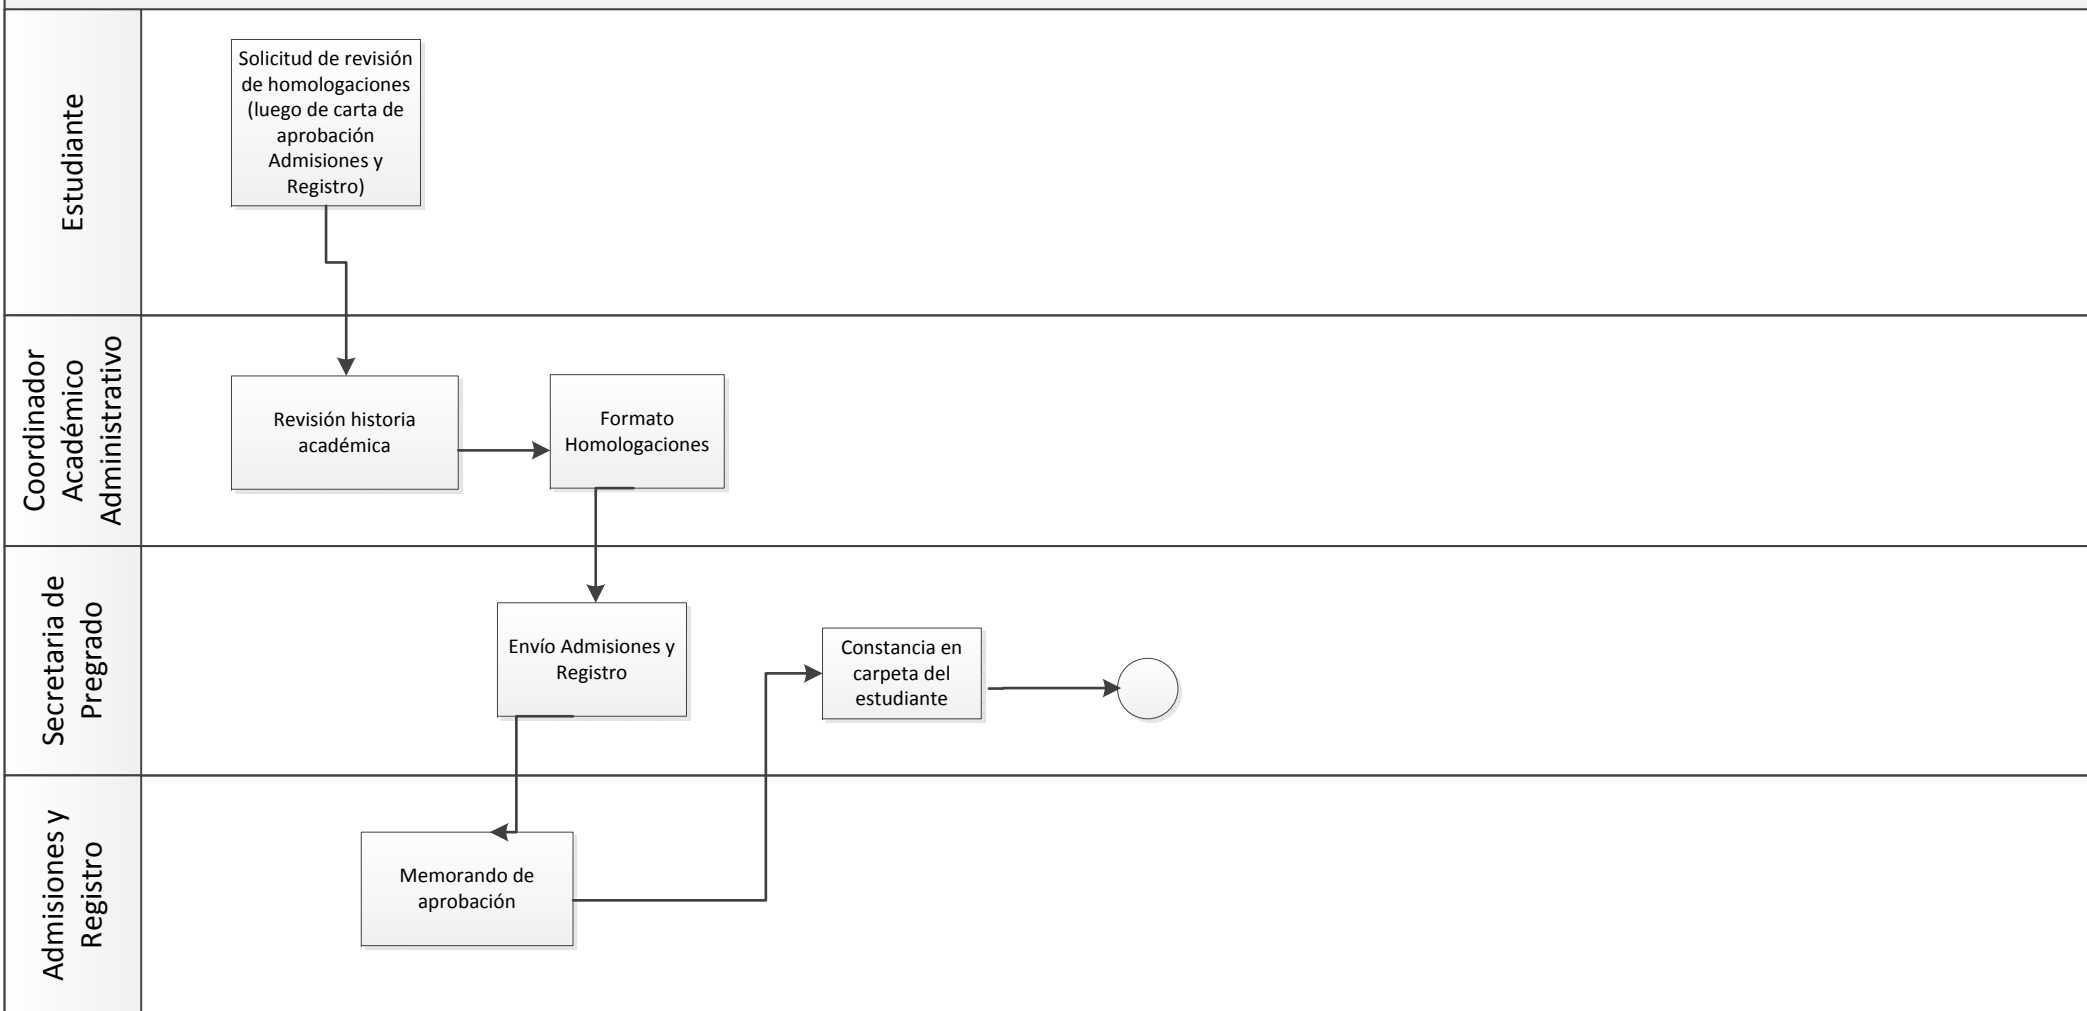 Estudiante
Solicitud de revisión
de homologaciones
(luego de carta de
aprobación
Admisiones y
Registro)
Coordinador
Académico
Administrativo
Revisión historia
académica
Formato
Homologaciones
Secretaria de
Pregrado
Envío Admisiones y
Registro
Constancia en
carpeta del
estudiante
Admisiones y
Registro
Memorando de
aprobación